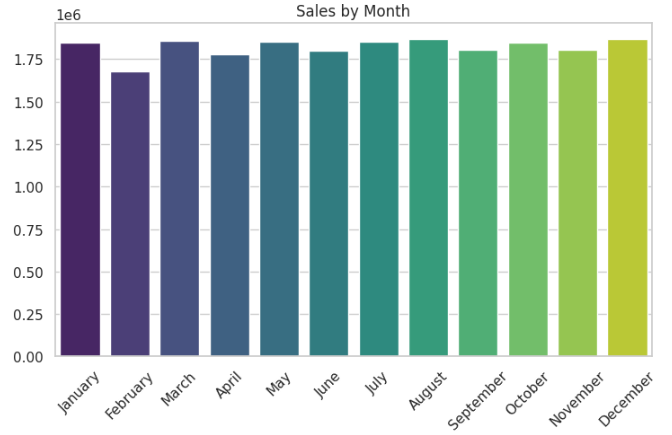 Sales by Month
1e6
1.75
1.50
1.25
1.00
0.75
0.50
0.25
0.00
January
February
March
April
May
June
July
August
September
October
November
December